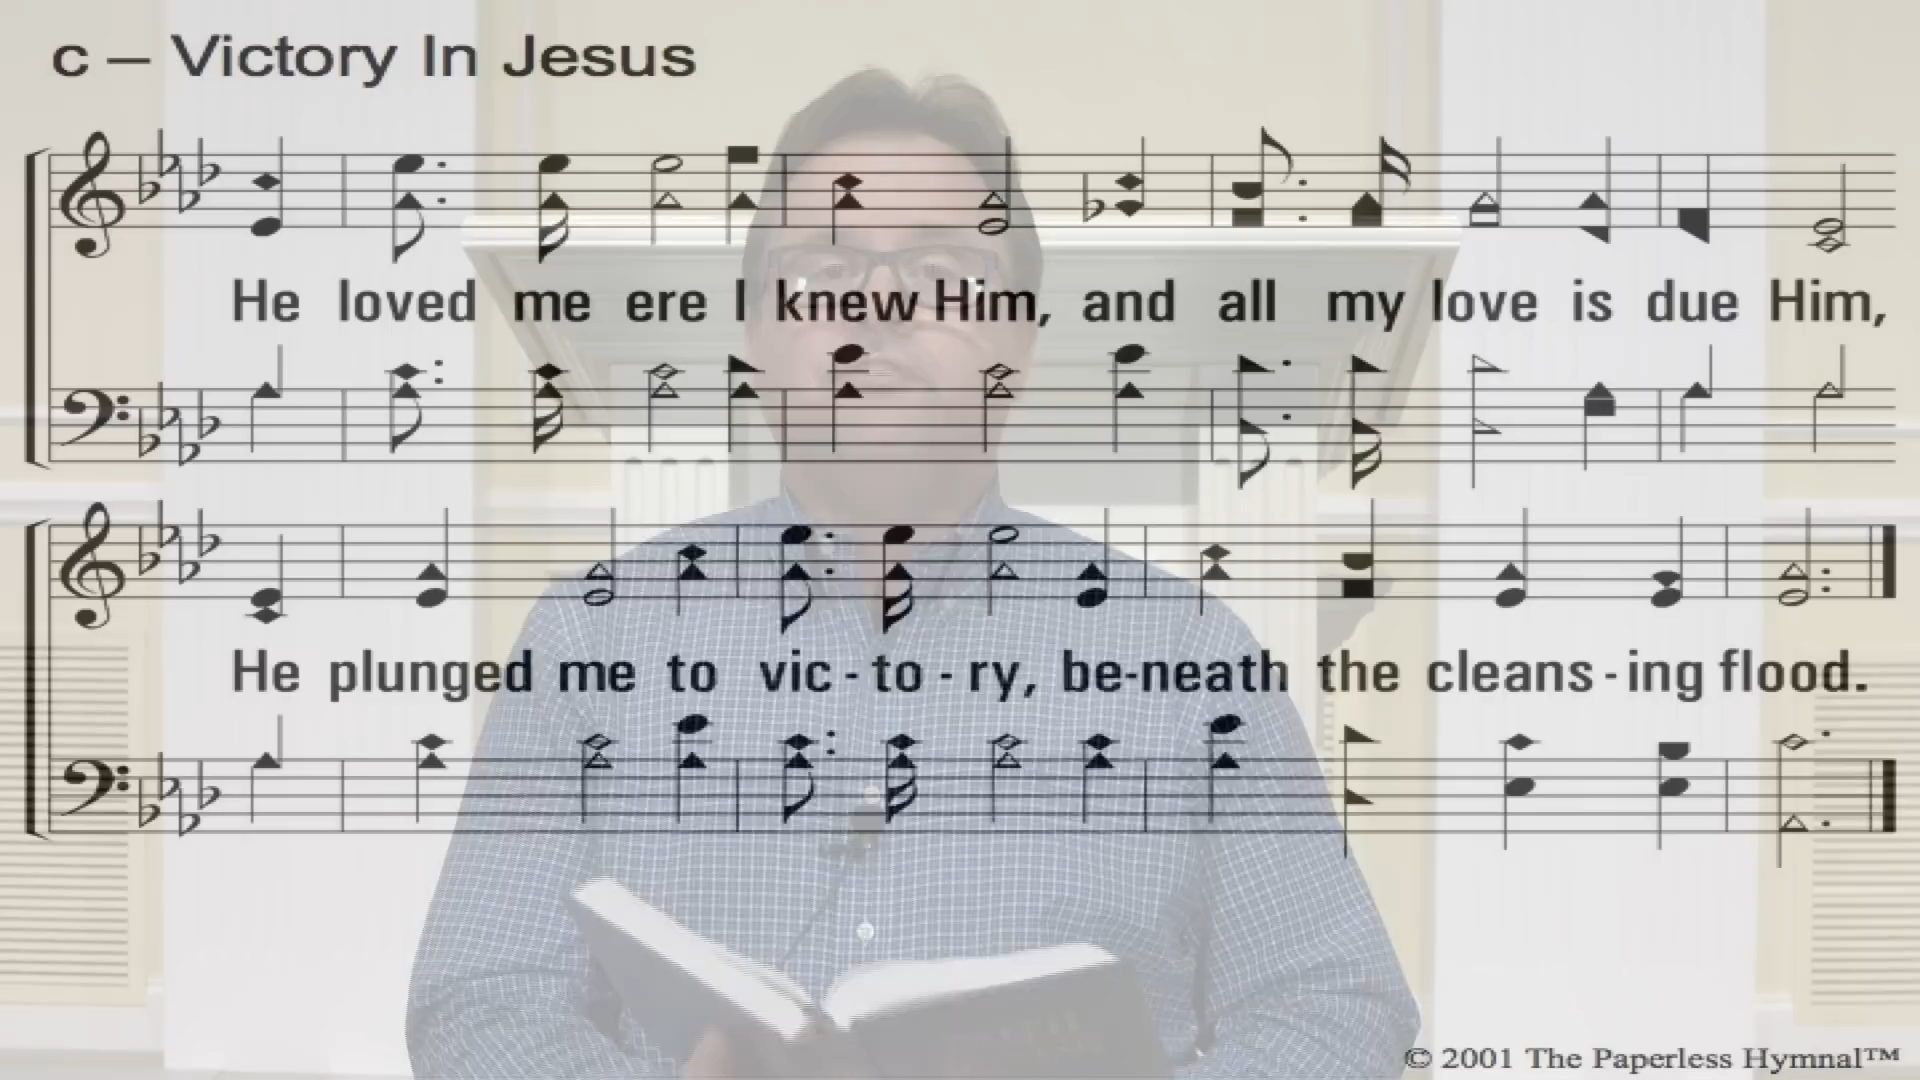 c – Victory In Jesus
He loved me ere I knew Him, and all my love is due Him,
He plunged me to vic - to - ry, be-neath the cleans - ing flood.
© 2001 The Paperless Hymnal™